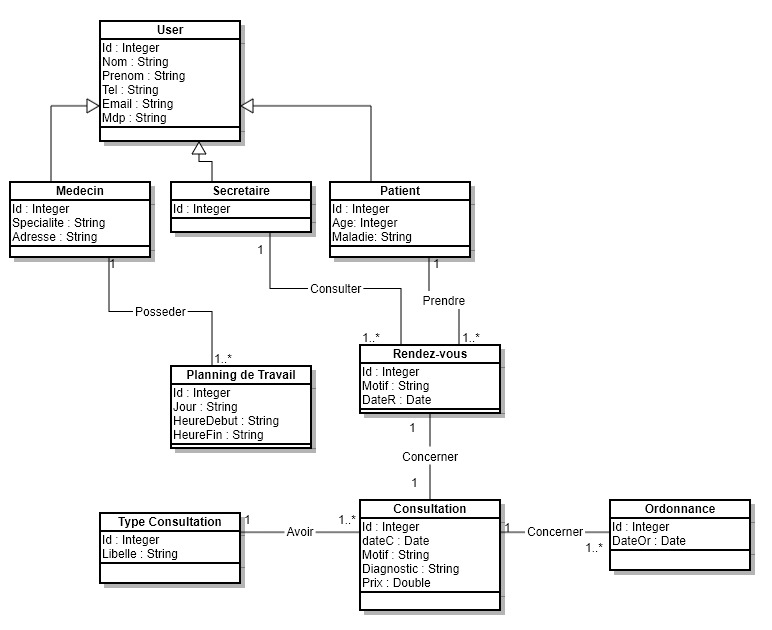 User
Id : Integer
Nom : String
Prenom : String
Tel : String
Email : String
Mdp : String
Medecin
Id : Integer
Specialite : String
Adresse : String
Secretaire
Id : Integer
Patient
Id : Integer
Age: Integer
Maladie: String
1
1
1
Consulter
Prendre
Posseder
1..*
1..*
1..*
Planning de Travail
Id : Integer
Jour : String
HeureDebut : String
HeureFin : String
Rendez-vous
Id : Integer
Motif : String
DateR : Date
1
Concerner
1
Type Consultation
Id : Integer
Libelle : String
1
Avoir
1..*
Consultation
Id : Integer
dateC : Date
Motif : String
Diagnostic : String
Prix : Double
1
Concerner
1..*
Ordonnance
Id : Integer
DateOr : Date